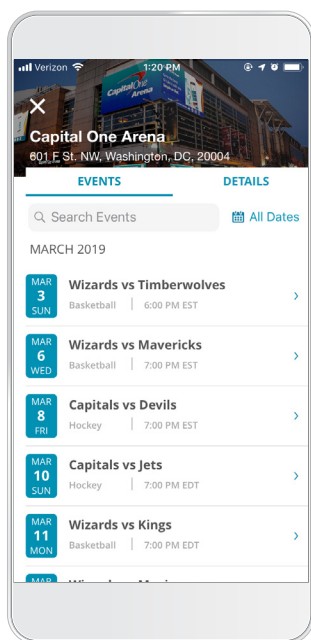 Verizon 1:20 PM
CapitalOne
Arena
Capital One Arena
601 F St. NW, Washington, DC, 20004
EVENTS DETAILS
Search Events All Dates
MARCH 2019
MAR
3
SUN
Wizards vs Timberwolves
Basketball | 6:00 PM EST
MAR
6
WED
Wizards vs Mavericks
Basketball | 7:00 PM EST
MAR
8
FRI
Capitals vs Devils
Hockey | 7:00 PM EST
MAR
10
SUN
Capitals vs Jets
Hockey | 7:00 PM EDT
MAR
11
MON
Wizards vs Kings
Basketball | 7:00 PM EDT
MAR